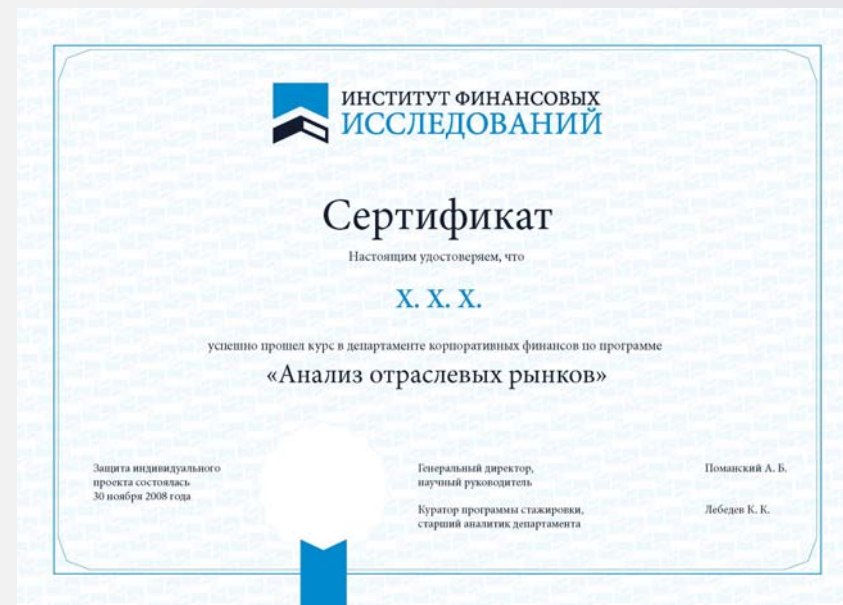 ИНСТИТУТ ФИНАНСОВЫХ
ИССЛЕДОВАНИЙ
Сертификат
Настоящим удостоверяем, что
Х. Х. Х.
успешно прошел курс в департаменте корпоративных финансов по программе
«Анализ отраслевых рынков»
Защита индивидуального
проекта состоялась
30 ноября 2008 года
Генеральный директор,
научный руководитель
Поманский А. Б.
Куратор программы стажировки,
старший аналитик департамента
Лебедев К. К.